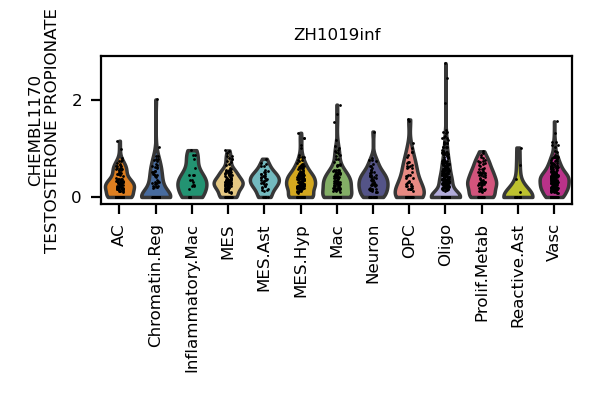 ZH1019inf
CHEMBL1170
TESTOSTERONE PROPIONATE
2
0
AC
Chromatin.Reg
Inflammatory.Mac
MES
MES.Ast
MES.Hyp
Mac
Neuron
OPC
Oligo
Prolif.Metab
Reactive.Ast
Vasc